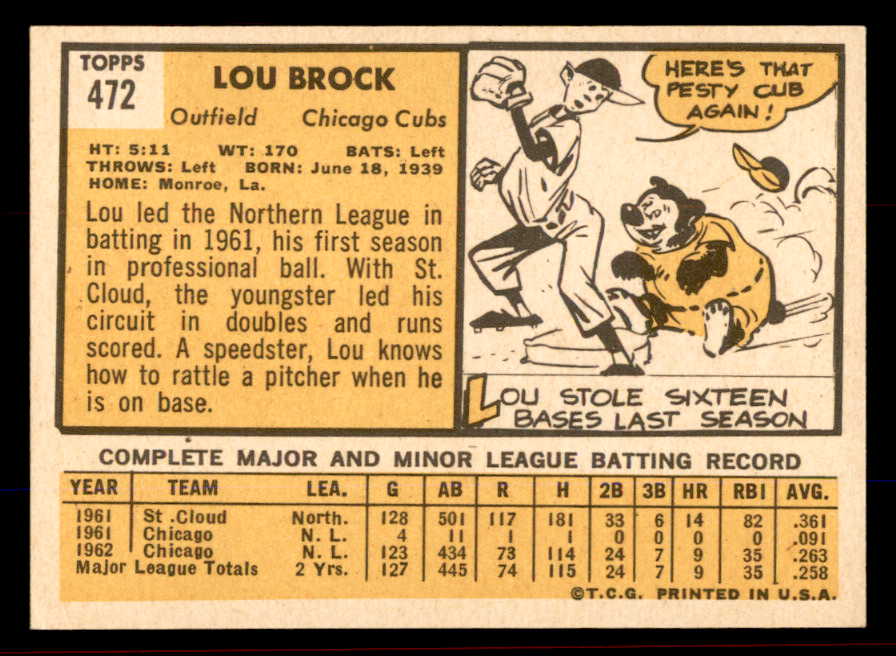 TOPPS
472
LOU BROCK
Outfield Chicago Cubs
HT: 5:11 WT: 170 BATS: Left
THROWS: Left BORN: June 18, 1939
HOME: Monroe, La.
Lou led the Northern League in
batting in 1961, his first season
in professional ball. With St.
Cloud, the youngster led his
circuit in doubles and runs
scored. A speedster, Lou knows
how to rattle a pitcher when he
is on base.
HERE'S THAT
PESTY CUB
AGAIN!
LOU STOLE SIXTEEN
BASES LAST SEASON
COMPLETE MAJOR AND MINOR LEAGUE BATTING RECORD
YEAR TEAM LEA. G AB R H 2B 3B HR RBI AVG.
1961 St .Cloud North. 128 501 117 181 33 6 14 82 .361
1961 Chicago N. L. 4 11 1 1 0 0 0 0 .091
1962 Chicago N. L. 123 434 73 114 24 7 9 35 .263
Major League Totals 2 Yrs. 127 445 74 115 24 7 9 35 .258
©T.C.G. PRINTED IN U.S.A.